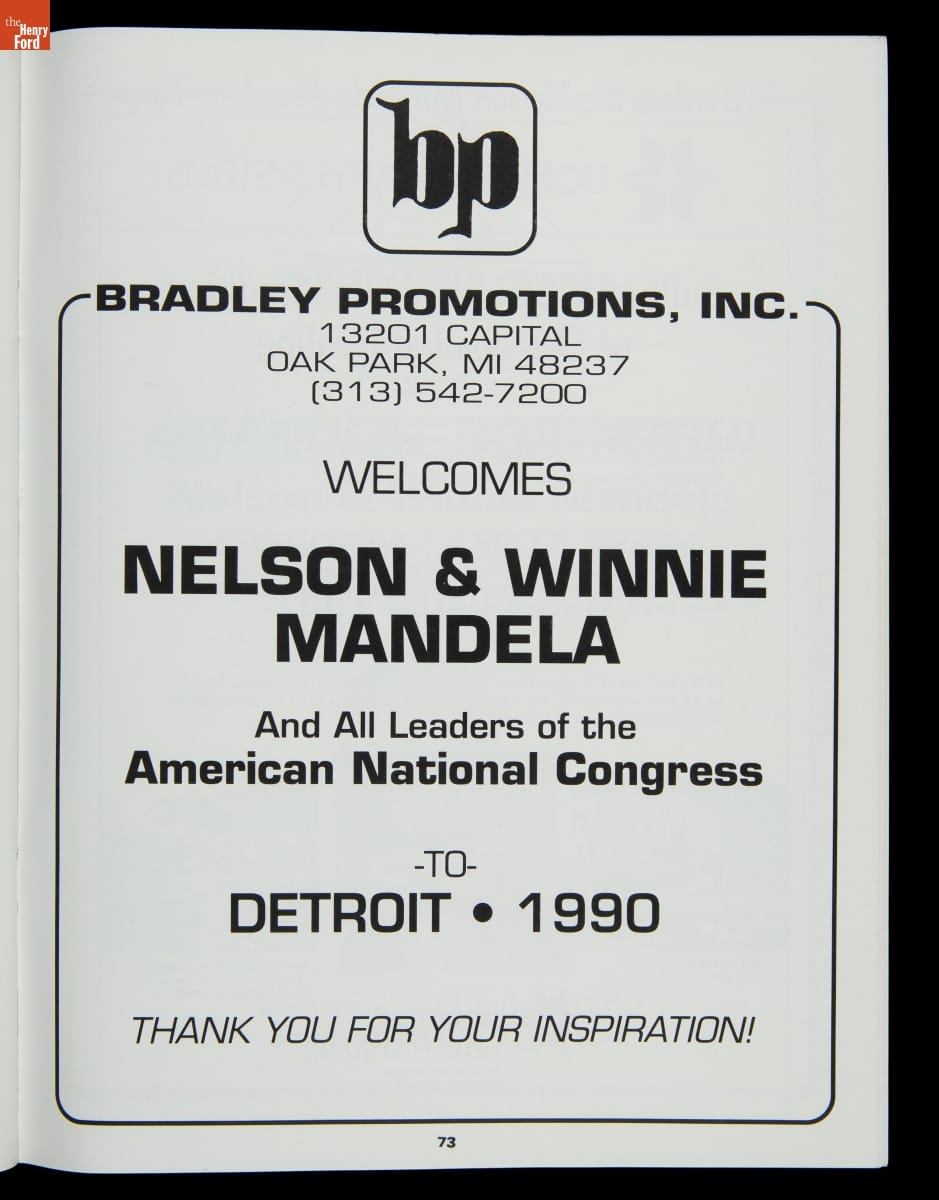 the
Henry
Ford
bp
BRADLEY PROMOTIONS, INC.
13201 CAPITAL
OAK PARK, MI 48237
(313) 542-7200
WELCOMES
NELSON & WINNIE
MANDELA
And All Leaders of the
American National Congress
-TO-
DETROIT • 1990
THANK YOU FOR YOUR INSPIRATION!
73